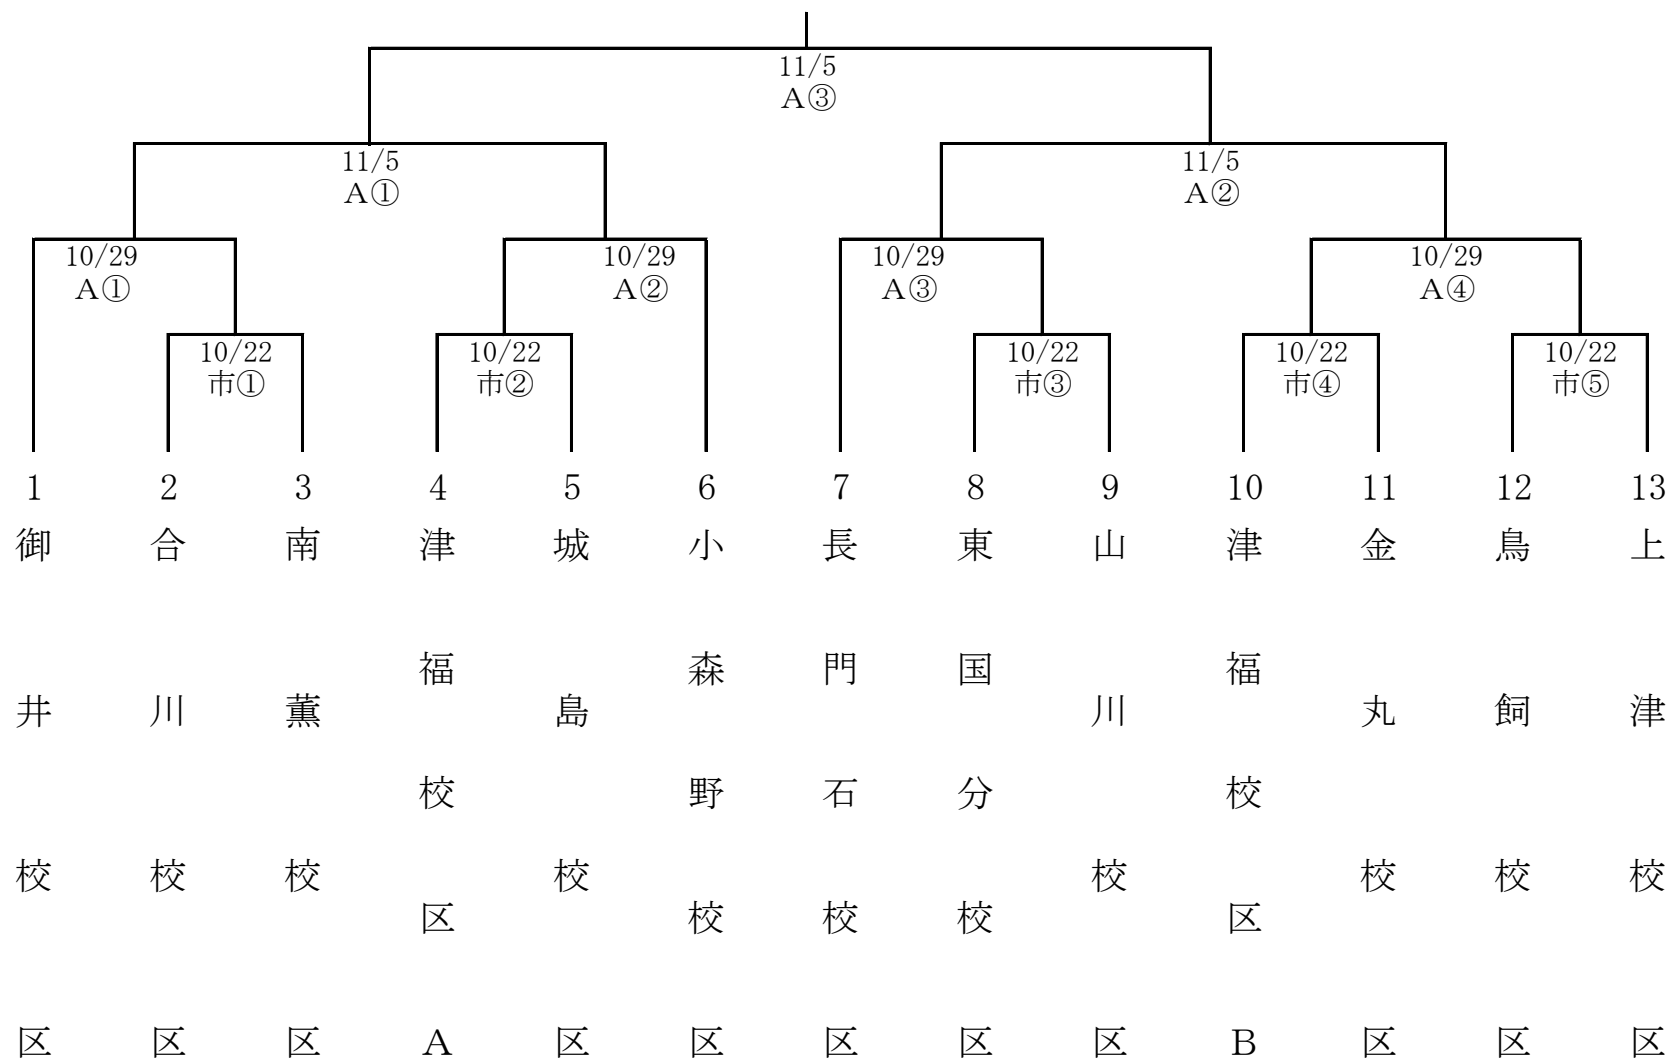 11/5
A③
11/5
A①
11/5
A②
10/29
A①
10/29
A②
10/29
A③
10/29
A④
10/22
市①
10/22
市②
10/22
市③
10/22
市④
10/22
市⑤
1
2
3
4
5
6
7
8
9
10
11
12
13
御井校区
合川校区
南薫校区
津福校区A
城島校区
小森野校区
長門石校区
東国分校区
山川校区
津福校区B
金丸校区
鳥飼校区
上津校区